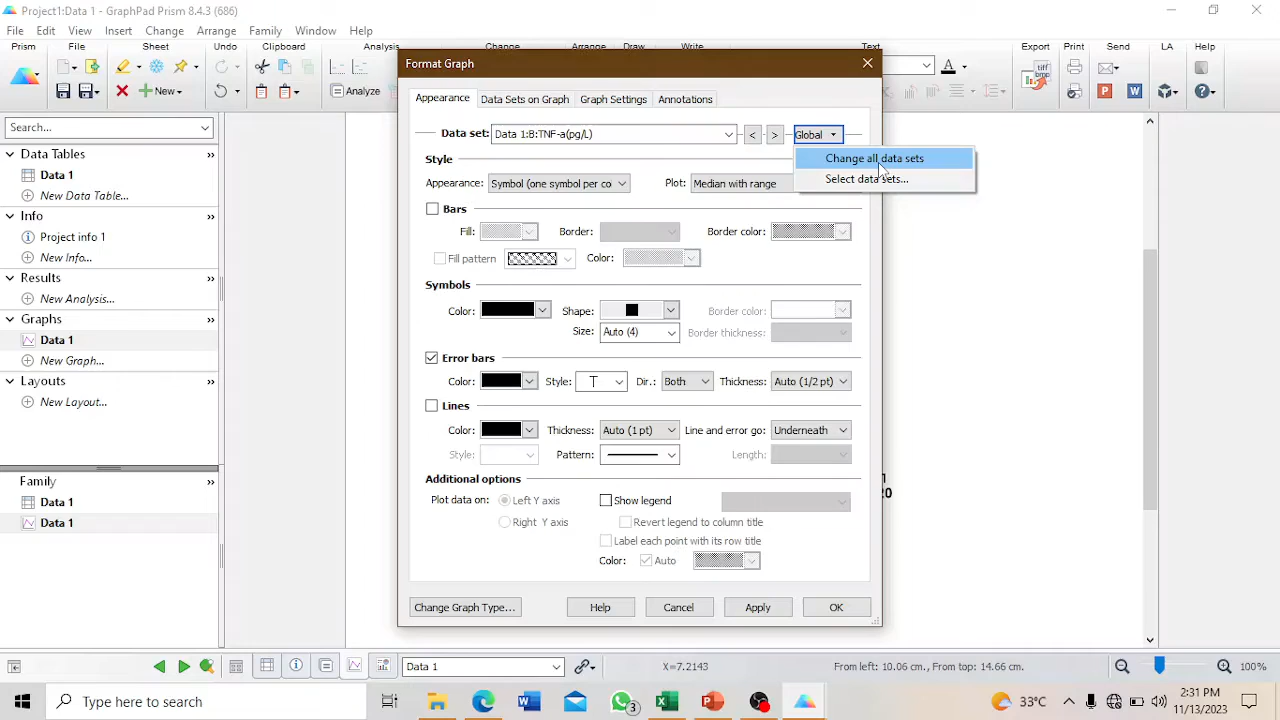 Project1:Data 1 - GraphPad Prism 8.4.3 (686)
File Edit View Insert Change Arrange Family Window Help
Prism File Sheet Undo Clipboard Analysis Change Arrange Draw Write Text Export Print Send LA Help
New Analyze tiff bmp
Format Graph
Appearance Data Sets on Graph Graph Settings Annotations
Search...
Data set: Data 1:B:TNF-a(pg/L) < > Global
Data Tables
Change all data sets
Style
Data 1
Select data sets...
Appearance: Symbol (one symbol per co Plot: Median with range
New Data Table...
Bars
Info
Fill: Border: Border color:
Project info 1
New Info...
Fill pattern Color:
Results
Symbols
New Analysis...
Color: Shape: Border color:
Graphs
Size: Auto (4) Border thickness:
Data 1
Error bars
New Graph...
Color: Style: Dir.: Both Thickness: Auto (1/2 pt)
Layouts
Lines
New Layout...
Color: Thickness: Auto (1 pt) Line and error go: Underneath
Style: Pattern: Length:
Additional options
Family
Data 1
Plot data on: Left Y axis Show legend
20
Data 1
Right Y axis Revert legend to column title
Label each point with its row title
Color: Auto
Change Graph Type... Help Cancel Apply OK
Data 1 X=7.2143 From left: 10.06 cm, From top: 14.66 cm. 100%
Type here to search 3 33°C 2:31 PM
11/13/2023